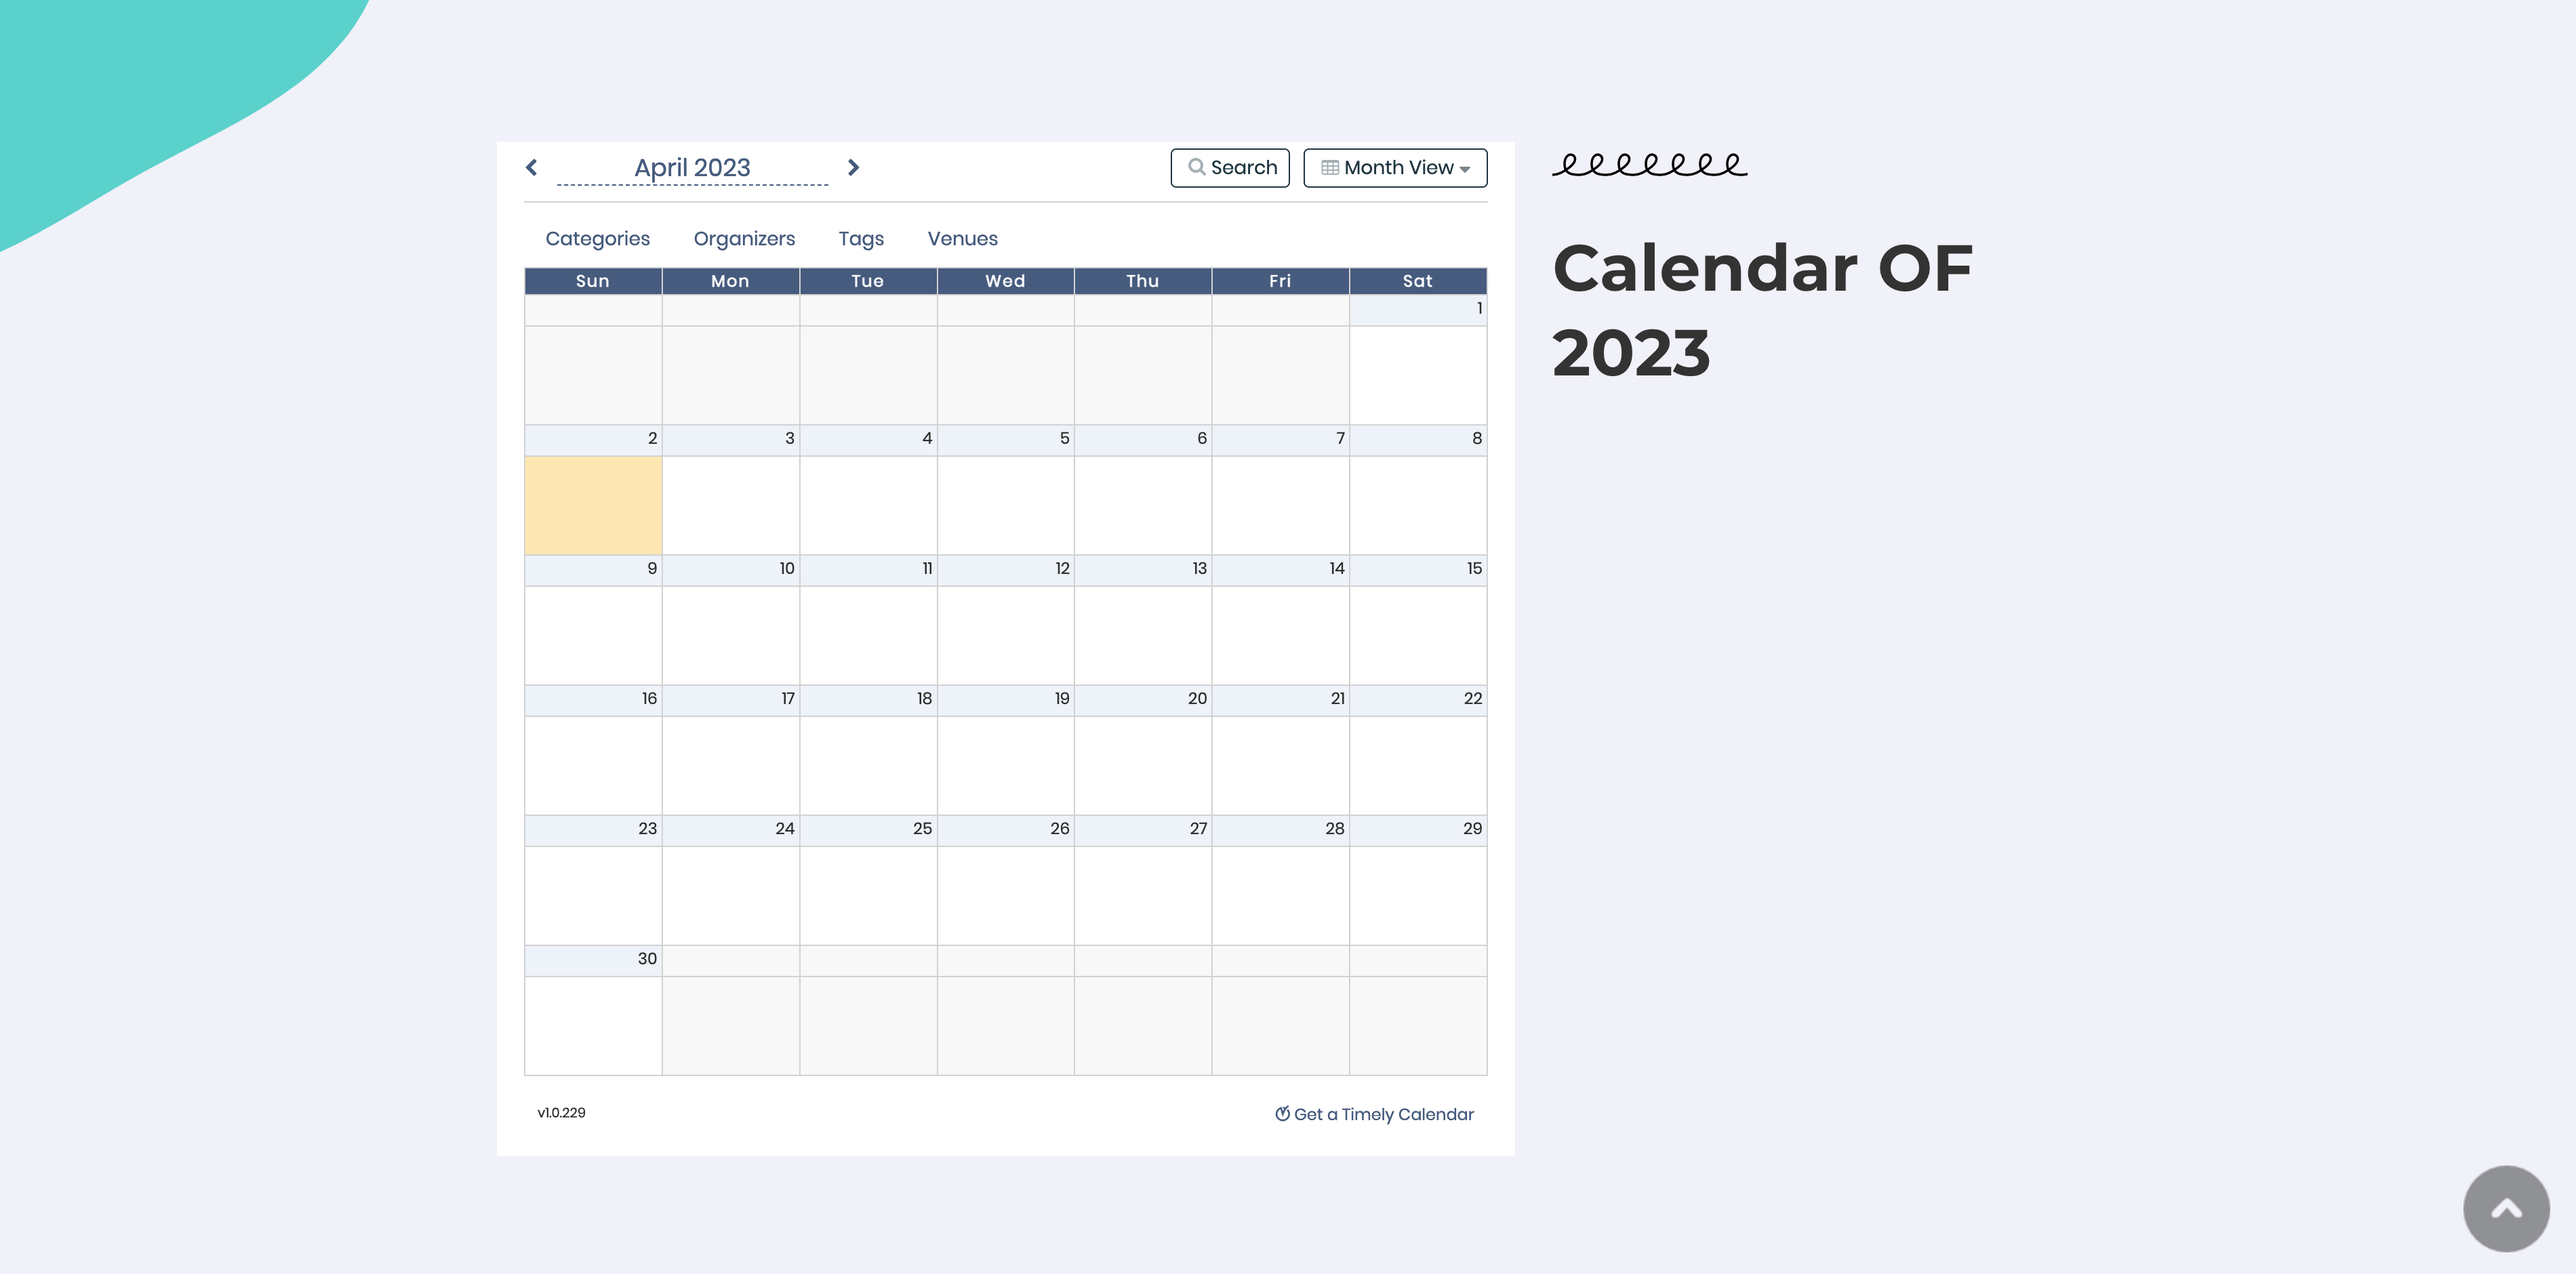 April 2023
Search
Month View
Categories Organizers Tags Venues
Sun Mon Tue Wed Thu Fri Sat
1
2 3 4 5 6 7 8
9 10 11 12 13 14 15
16 17 18 19 20 21 22
23 24 25 26 27 28 29
30
v1.0.229
Get a Timely Calendar
Calendar OF
2023